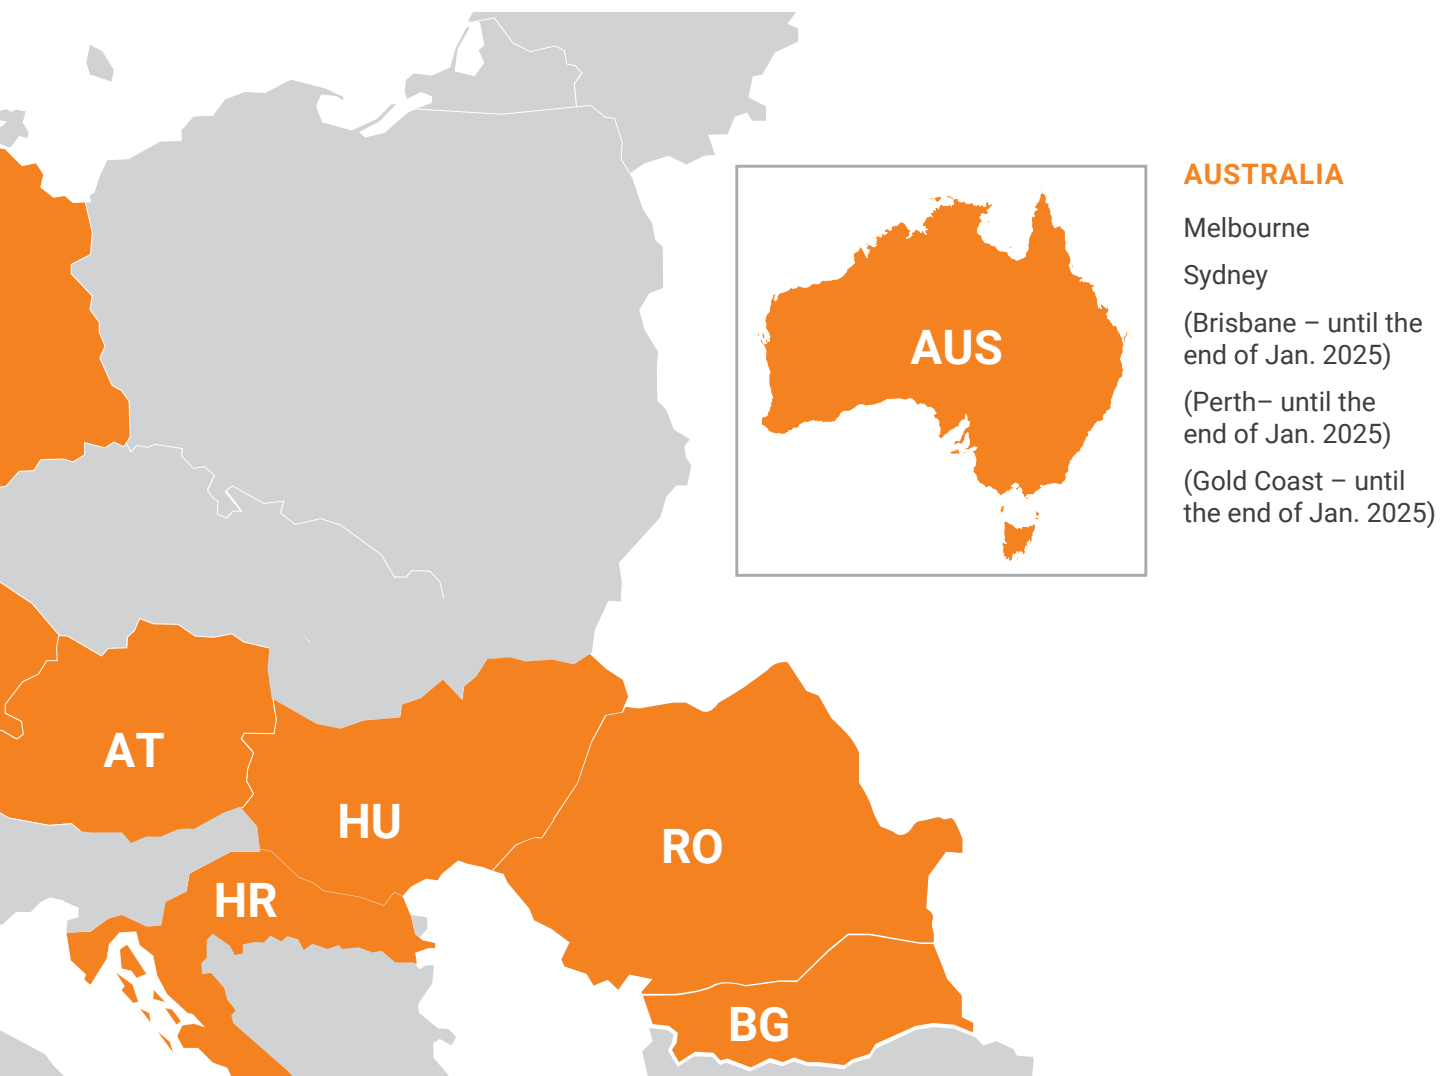 AUSTRALIA
Melbourne
Sydney
(Brisbane – until the
end of Jan. 2025)
(Perth– until the
end of Jan. 2025)
(Gold Coast – until
the end of Jan. 2025)
AUS
AT
HU
RO
HR
BG